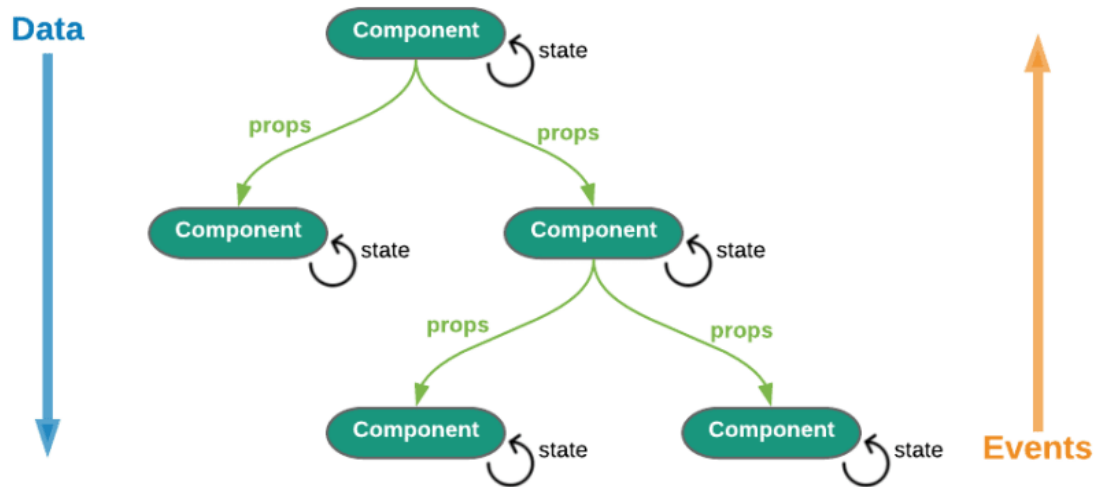 Data
Component
state
props
props
Component
state
Component
state
props
props
Component
state
Component
state
Events